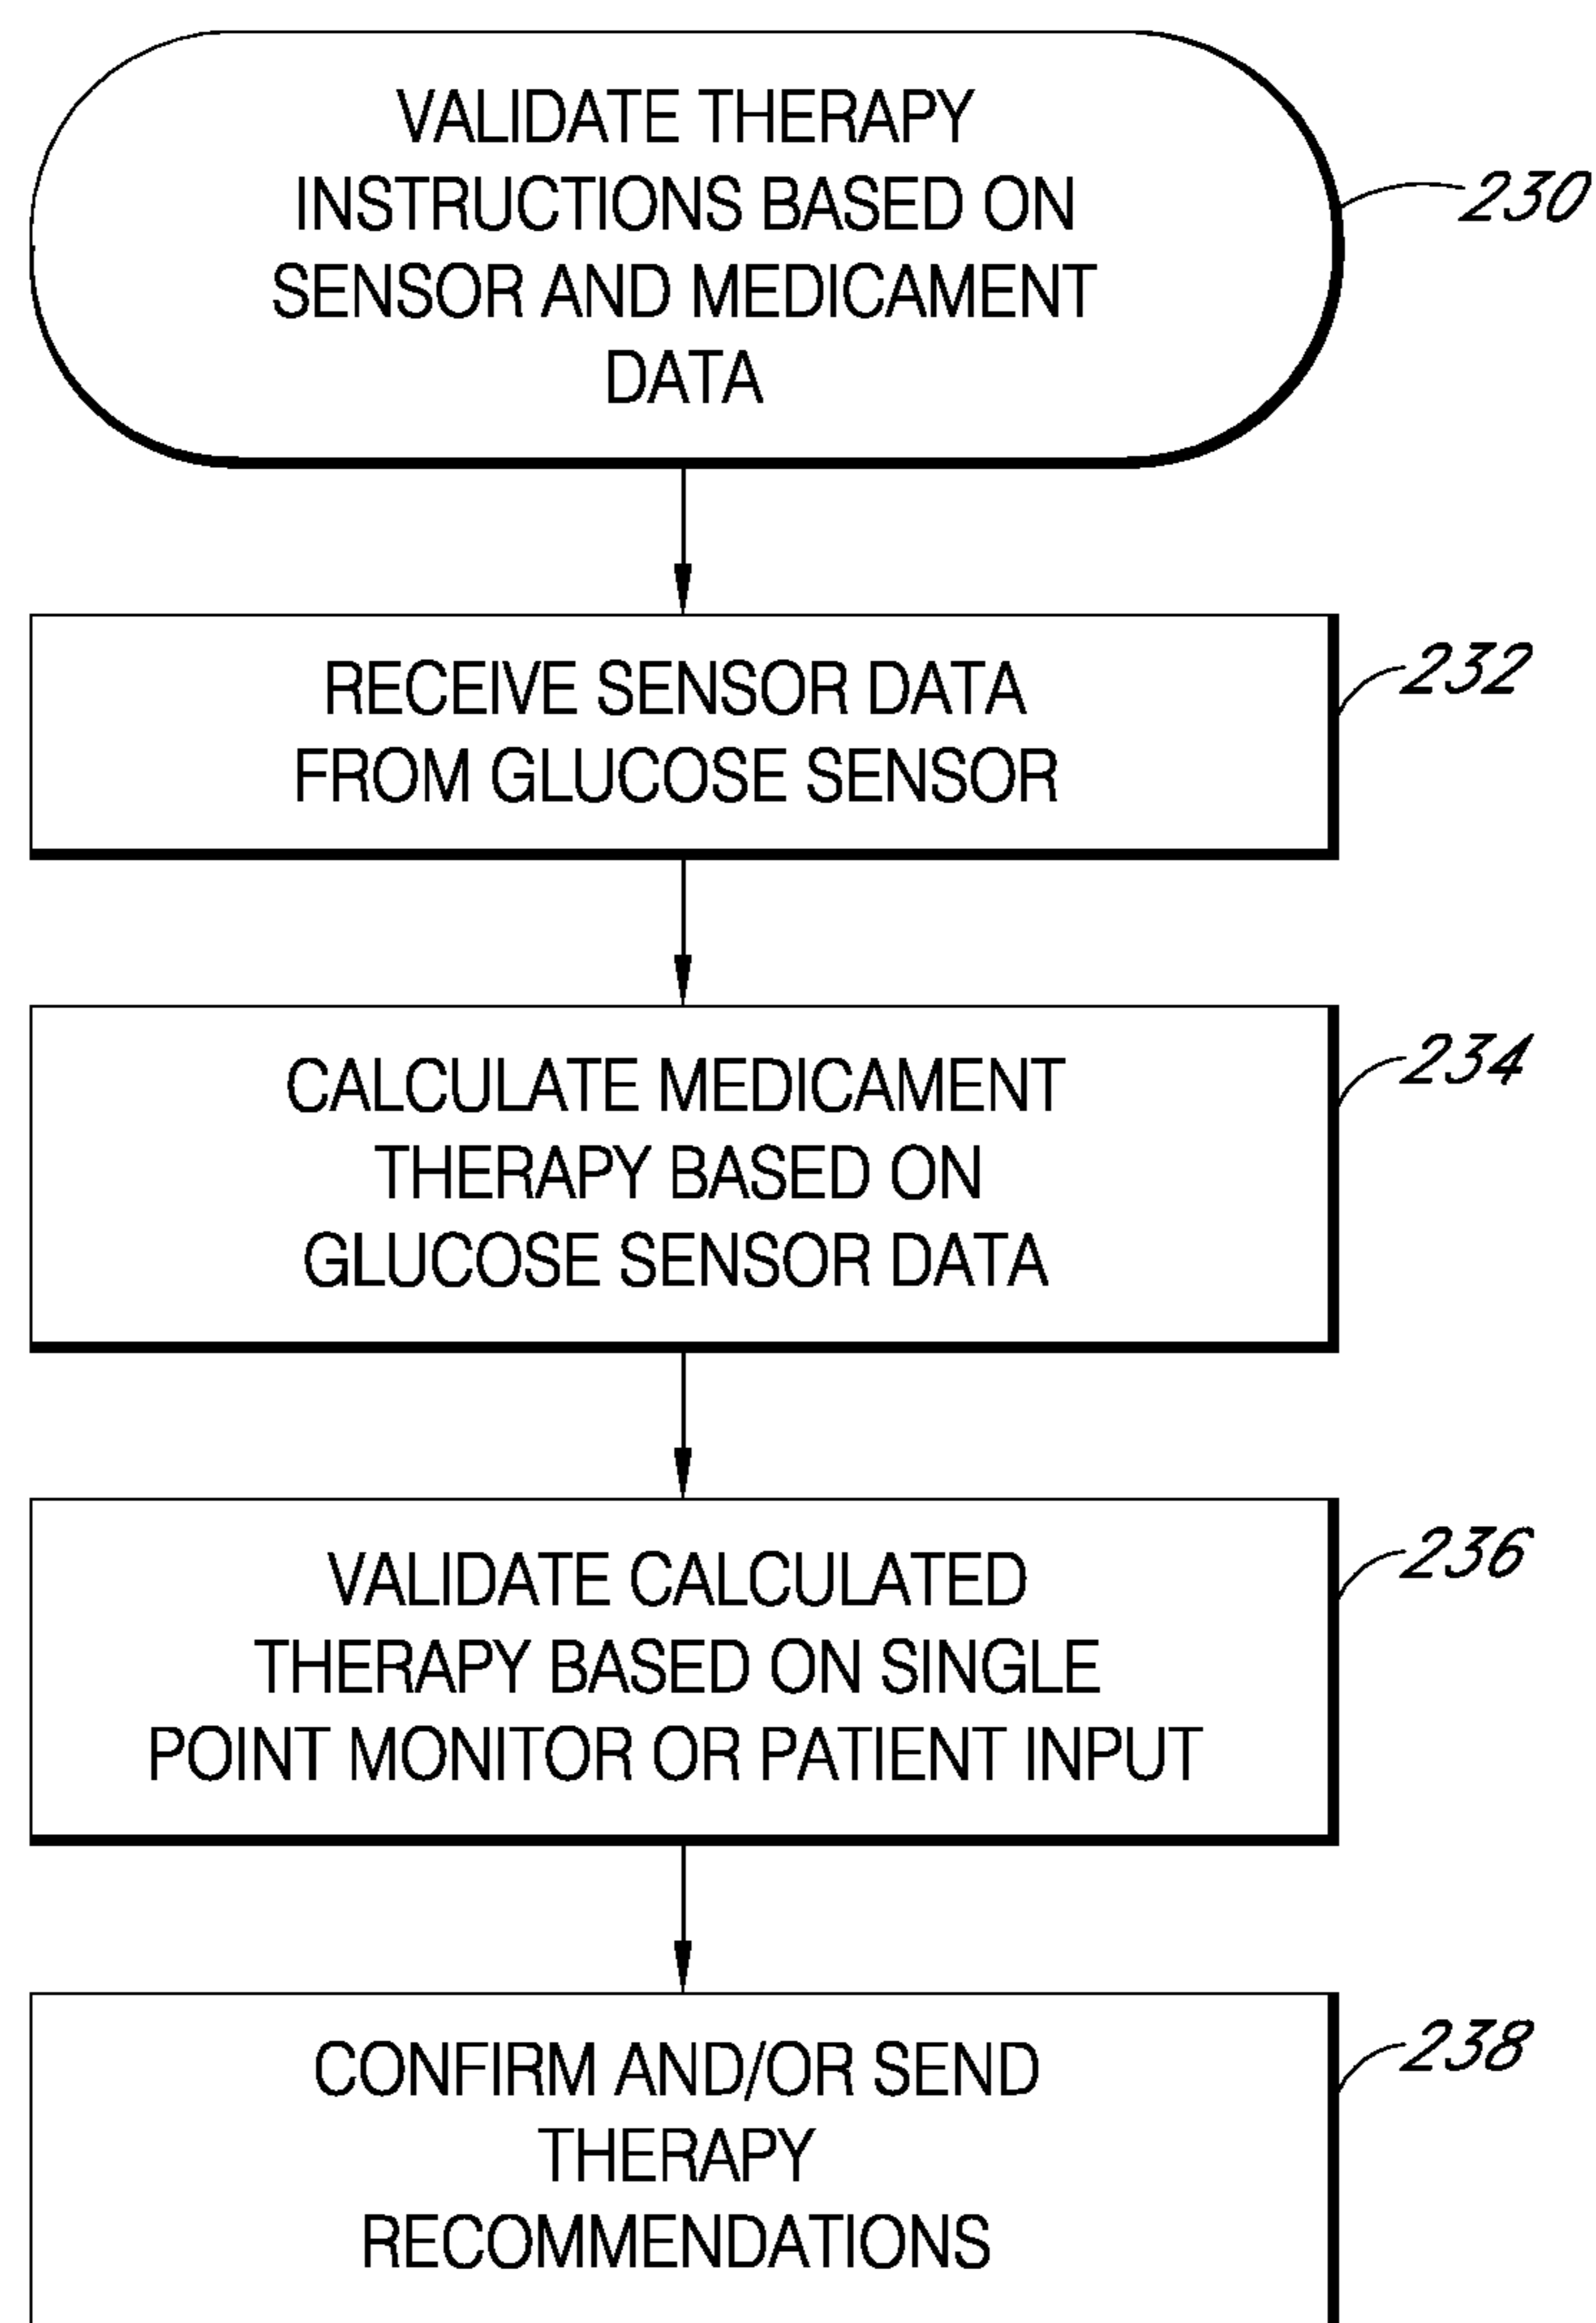 VALIDATE THERAPY
INSTRUCTIONS BASED ON
SENSOR AND MEDICAMENT
DATA
230
RECEIVE SENSOR DATA
FROM GLUCOSE SENSOR
232
CALCULATE MEDICAMENT
THERAPY BASED ON
GLUCOSE SENSOR DATA
234
VALIDATE CALCULATED
THERAPY BASED ON SINGLE
POINT MONITOR OR PATIENT INPUT
236
CONFIRM AND/OR SEND
THERAPY
RECOMMENDATIONS
238